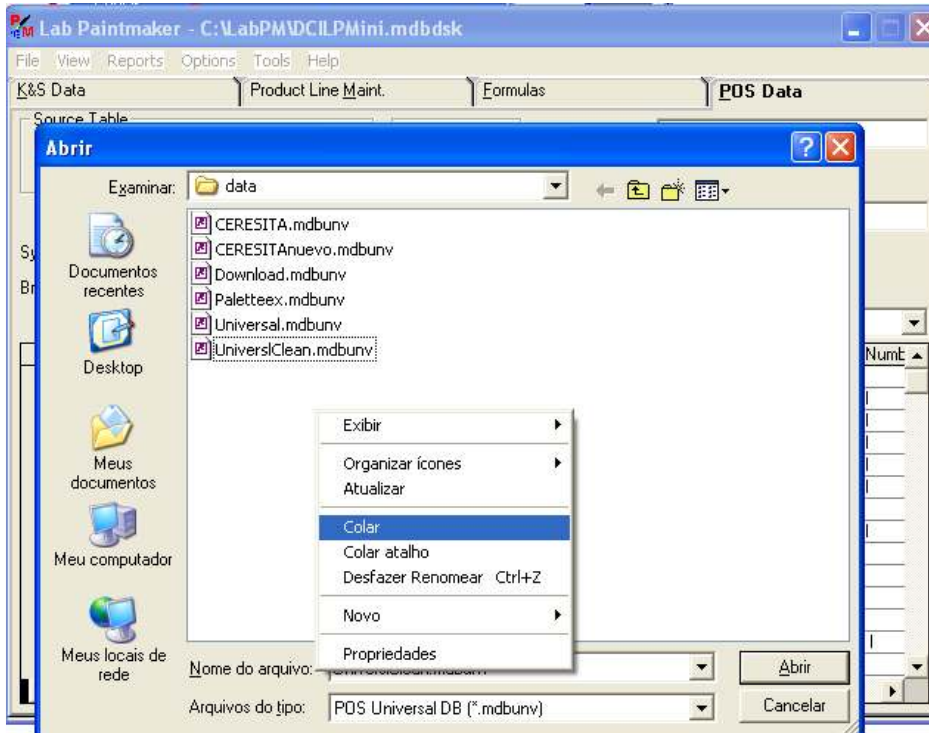 Lab Paintmaker - C:\LabPM\DCILPMini.mdbdsk
File View Reports Options Tools Help
K&S Data Product Line Maint. Formulas POS Data
Source Table
Abrir
Examinar: data
CERESITA.mdbunv
CERESITAnuevo.mdbunv
Download.mdbunv
Paletteex.mdbunv
Universal.mdbunv
UniverslClean.mdbunv
Documentos
recentes
Desktop
Meus
documentos
Meu computador
Meus locais de
rede
Exibir
Organizar ícones
Atualizar
Colar
Colar atalho
Desfazer Renomear Ctrl+Z
Novo
Propriedades
Nome do arquivo:
Abrir
Arquivos do tipo: POS Universal DB (*.mdbunv)
Cancelar